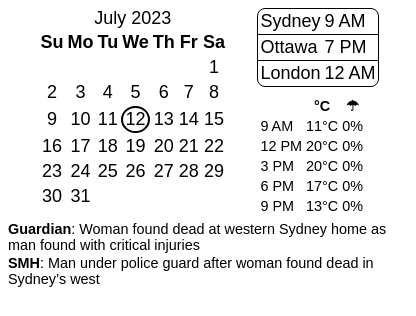 July 2023
Su Mo Tu We Th Fr Sa
1
2 3 4 5 6 7 8
9 10 11 12 13 14 15
16 17 18 19 20 21 22
23 24 25 26 27 28 29
30 31
Sydney 9 AM
Ottawa 7 PM
London 12 AM
°C ☂
9 AM 11°C 0%
12 PM 20°C 0%
3 PM 20°C 0%
6 PM 17°C 0%
9 PM 13°C 0%
Guardian: Woman found dead at western Sydney home as
man found with critical injuries
SMH: Man under police guard after woman found dead in
Sydney’s west